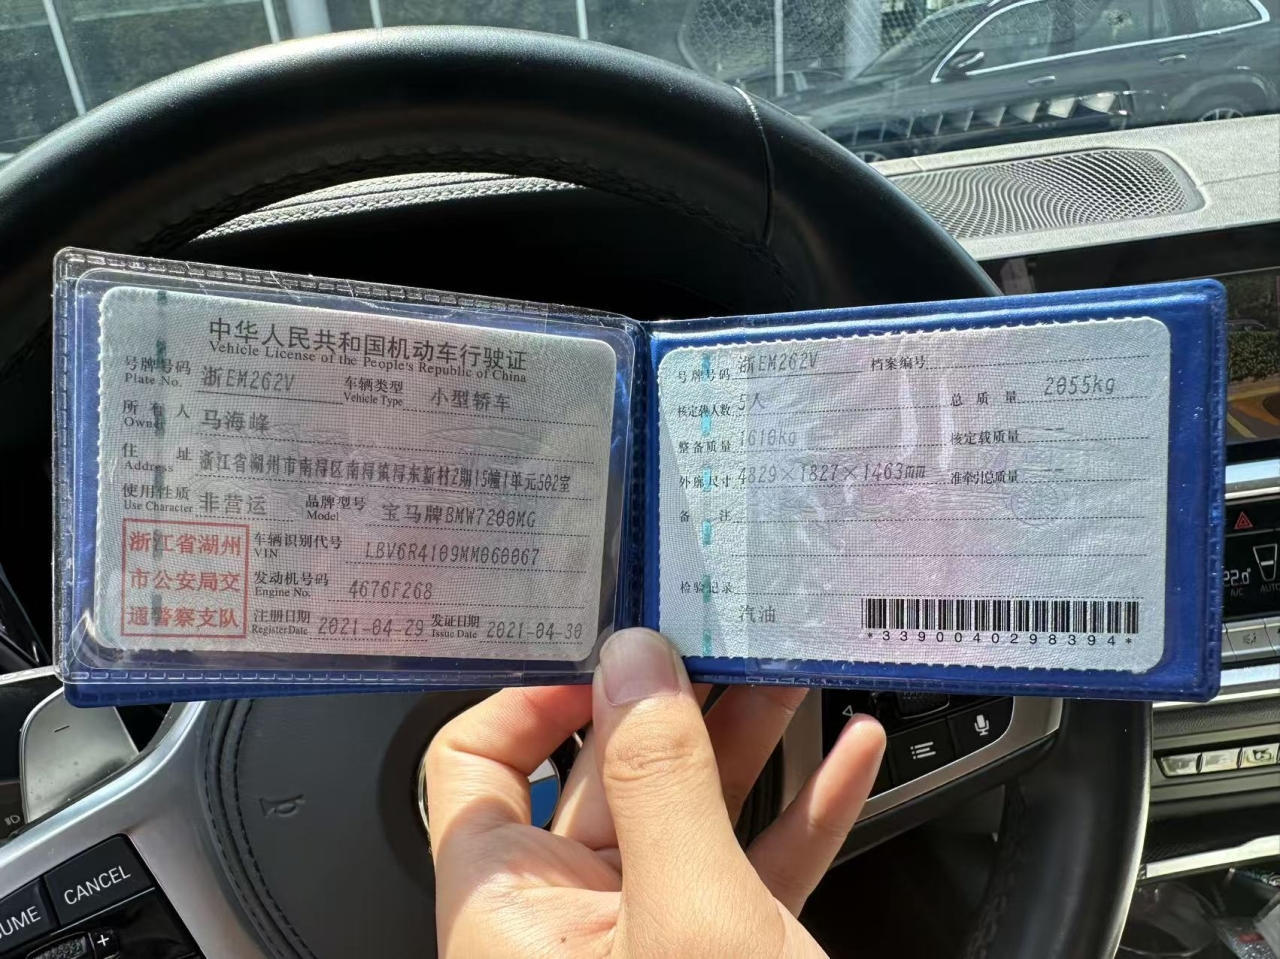 中华人民共和国机动车行驶证
Vehicle License of the People's Republic of China
号牌号码 浙EM262V 车辆类型 小型轿车
Plate No. Vehicle Type
所有人 马海峰
Owner
住址 浙江省湖州市南浔区南浔镇浔东新村2期15幢1单元502室
Address
使用性质 非营运 品牌型号 宝马牌BMW7200MG
Use Character Model
浙江省湖州
市公安局交
通警察支队
车辆识别代号 LBV6R4109MM060067
VIN
发动机号码 4676F268
Engine No.
注册日期 2021-04-29 发证日期 2021-04-30
Register Date Issue Date
号牌号码 浙EM262V 档案编号
核定载人数 5人 总质量 2055kg
整备质量 1610kg 核定载质量 --
外廓尺寸 4829×1827×1463mm 准牵引总质量 --
备注
检验记录
汽油
*3390040298394*
CANCEL
+
22.0°
A/C